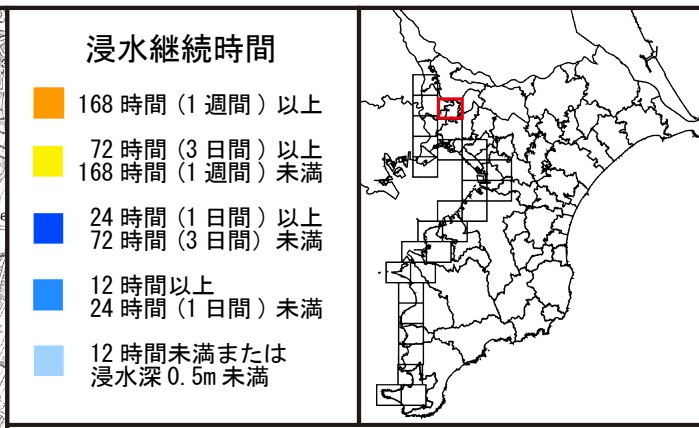 浸水継続時間
168 時間 (1 週間) 以上
72 時間 (3 日間) 以上
168 時間 (1 週間) 未満
24 時間 (1 日間) 以上
72 時間 (3 日間) 未満
12 時間以上
24 時間 (1 日間) 未満
12 時間未満または
浸水深 0.5m 未満